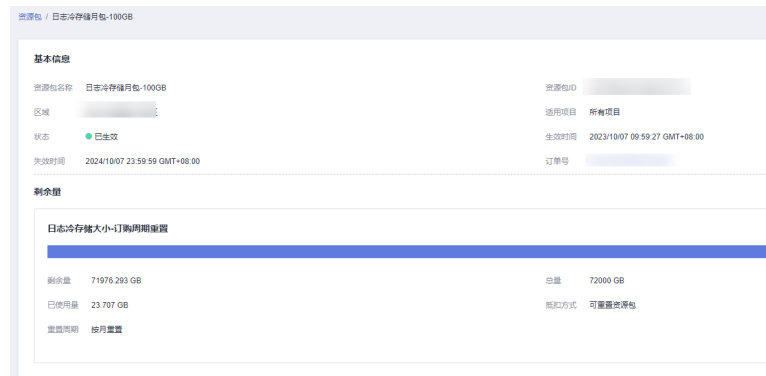 资源包 / 日志冷存储月包-100GB
基本信息
资源包名称 日志冷存储月包-100GB 资源包ID
区域 适用项目 所有项目
状态 已生效 生效时间 2023/10/07 09:59:27 GMT+08:00
失效时间 2024/10/07 23:59:59 GMT+08:00 订单号
剩余量
日志冷存储大小-订购周期重置
剩余量 71976.293 GB 总量 72000 GB
已使用量 23.707 GB 抵扣方式 可重置资源包
重置周期 按月重置